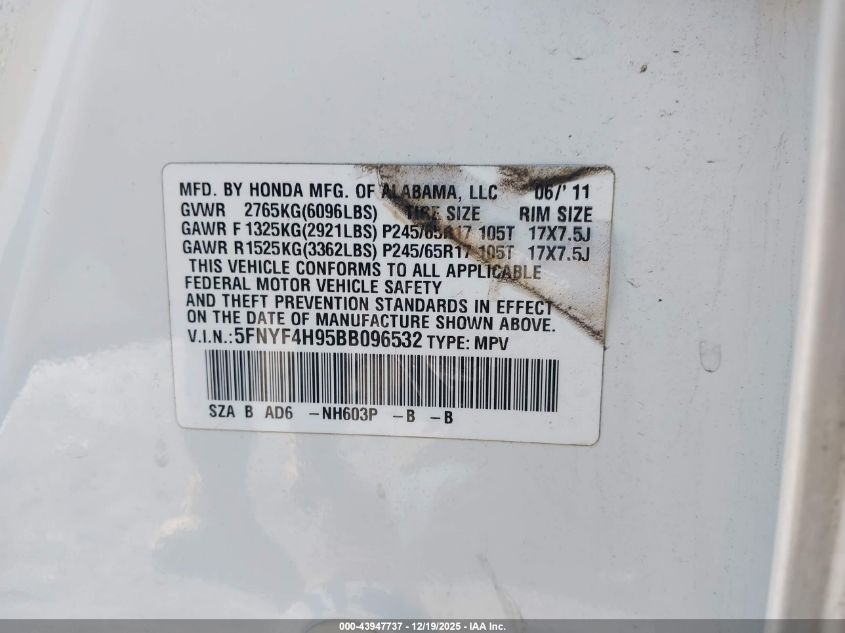 MFD. BY HONDA MFG. OF ALABAMA, LLC 06/'11
GVWR 2765KG(6096LBS) TIRE SIZE RIM SIZE
GAWR F 1325KG(2921LBS) P245/65R17 105T 17X7.5J
GAWR R1525KG(3362LBS) P245/65R17 105T 17X7.5J
THIS VEHICLE CONFORMS TO ALL APPLICABLE
FEDERAL MOTOR VEHICLE SAFETY
AND THEFT PREVENTION STANDARDS IN EFFECT
ON THE DATE OF MANUFACTURE SHOWN ABOVE.
V.I.N.:5FNYF4H95BB096532 TYPE: MPV
SZA B AD6 -NH603P -B -B
000-43947737 - 12/19/2025 - IAA Inc.